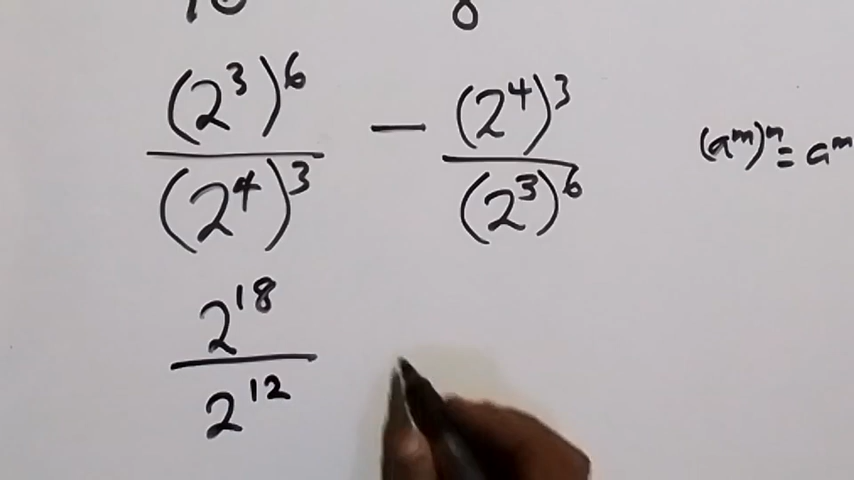 (2^3)^6 / (2^4)^3 − (2^4)^3 / (2^3)^6
(a^m)^n = a^m
2^18 / 2^12